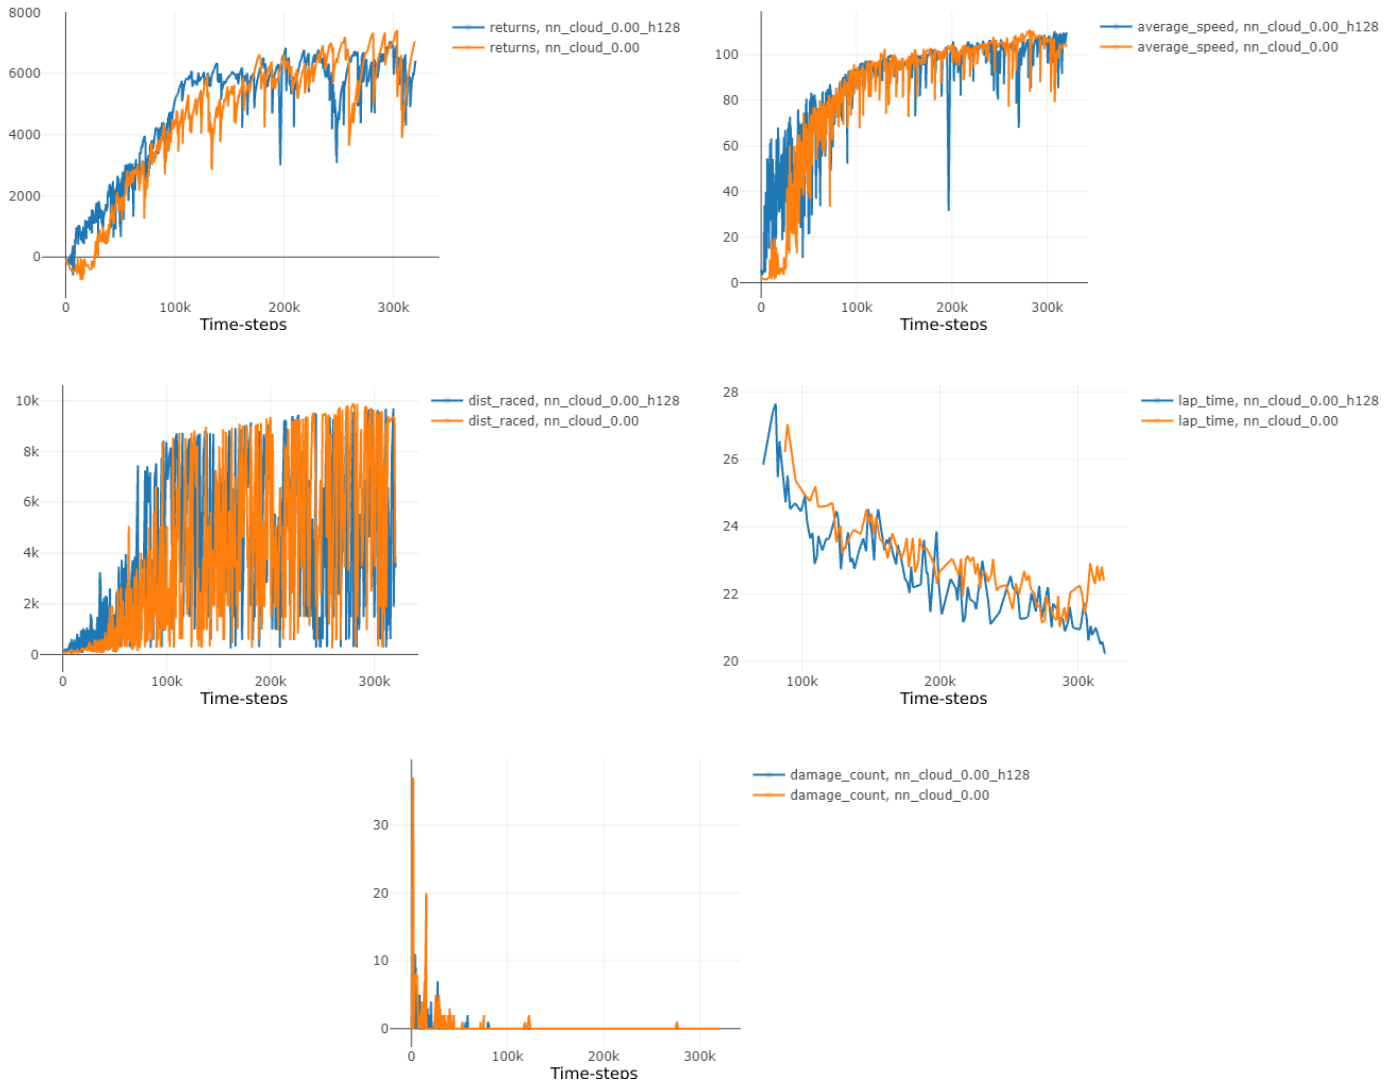 8000
6000
4000
2000
0
0
100k
200k
300k
Time-steps
returns, nn_cloud_0.00_h128
returns, nn_cloud_0.00
100
80
60
40
20
0
0
100k
200k
300k
Time-steps
average_speed, nn_cloud_0.00_h128
average_speed, nn_cloud_0.00
10k
8k
6k
4k
2k
0
0
100k
200k
300k
Time-steps
dist_raced, nn_cloud_0.00_h128
dist_raced, nn_cloud_0.00
28
26
24
22
20
100k
200k
300k
Time-steps
lap_time, nn_cloud_0.00_h128
lap_time, nn_cloud_0.00
30
20
10
0
0
100k
200k
300k
Time-steps
damage_count, nn_cloud_0.00_h128
damage_count, nn_cloud_0.00